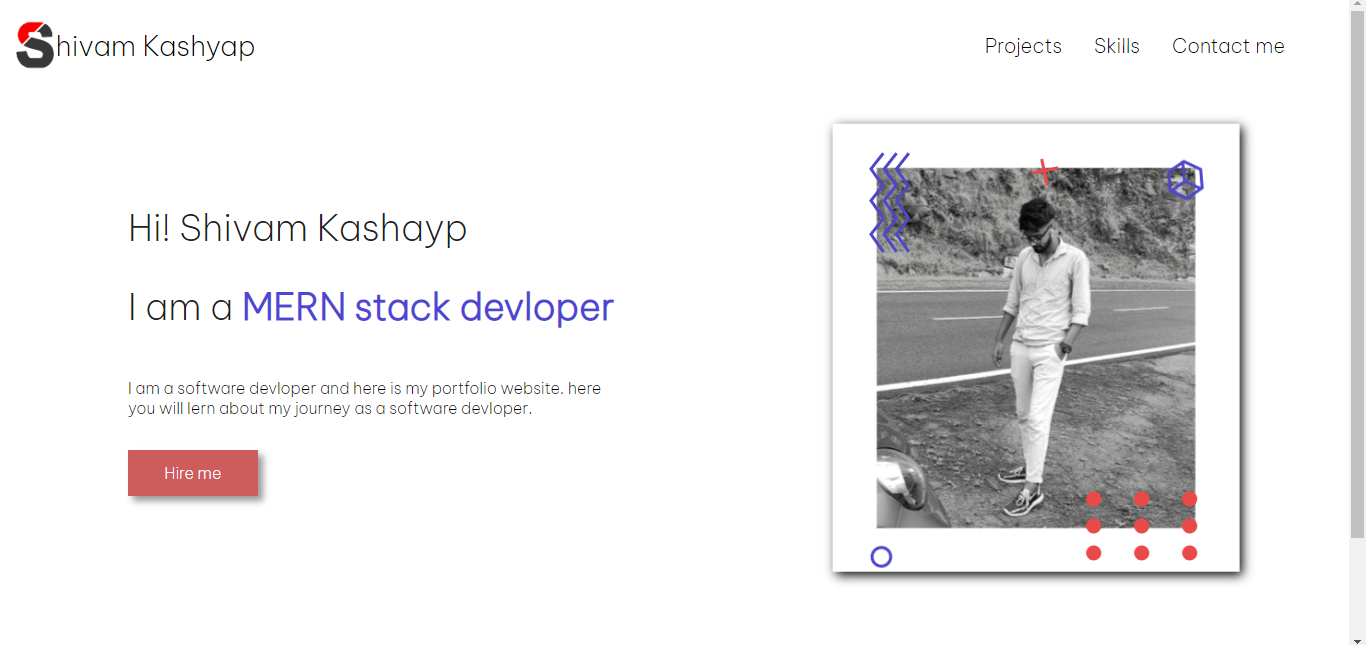 Shivam Kashyap
Projects Skills Contact me
Hi! Shivam Kashayp
I am a MERN stack devloper
I am a software devloper and here is my portfolio website. here
you will lern about my journey as a software devloper.
Hire me